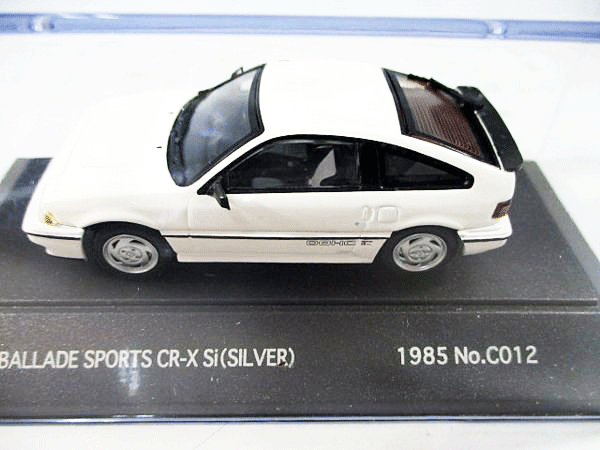 DOHC
BALLADE SPORTS CR-X Si(SILVER) 1985 No.C012